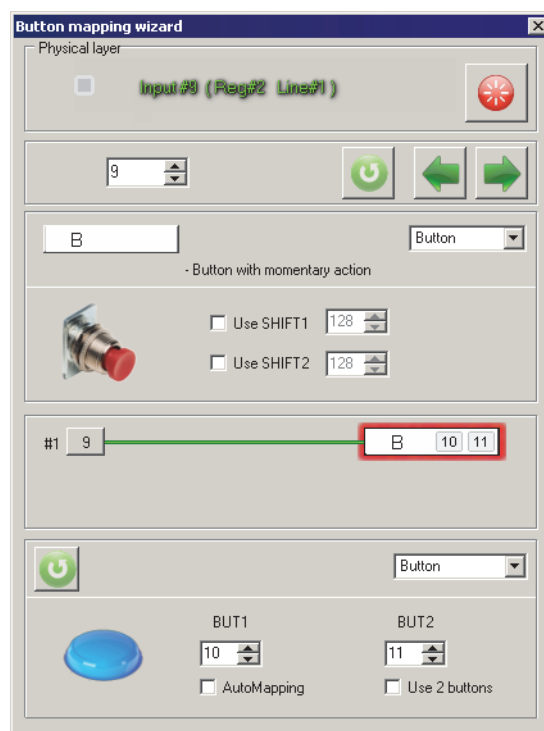 Button mapping wizard
Physical layer
Input #9 ( Reg#2 Line#1 )
9
B
Button
- Button with momentary action
Use SHIFT1 128
Use SHIFT2 128
#1 9 B 10 11
Button
BUT1 BUT2
10 11
AutoMapping Use 2 buttons